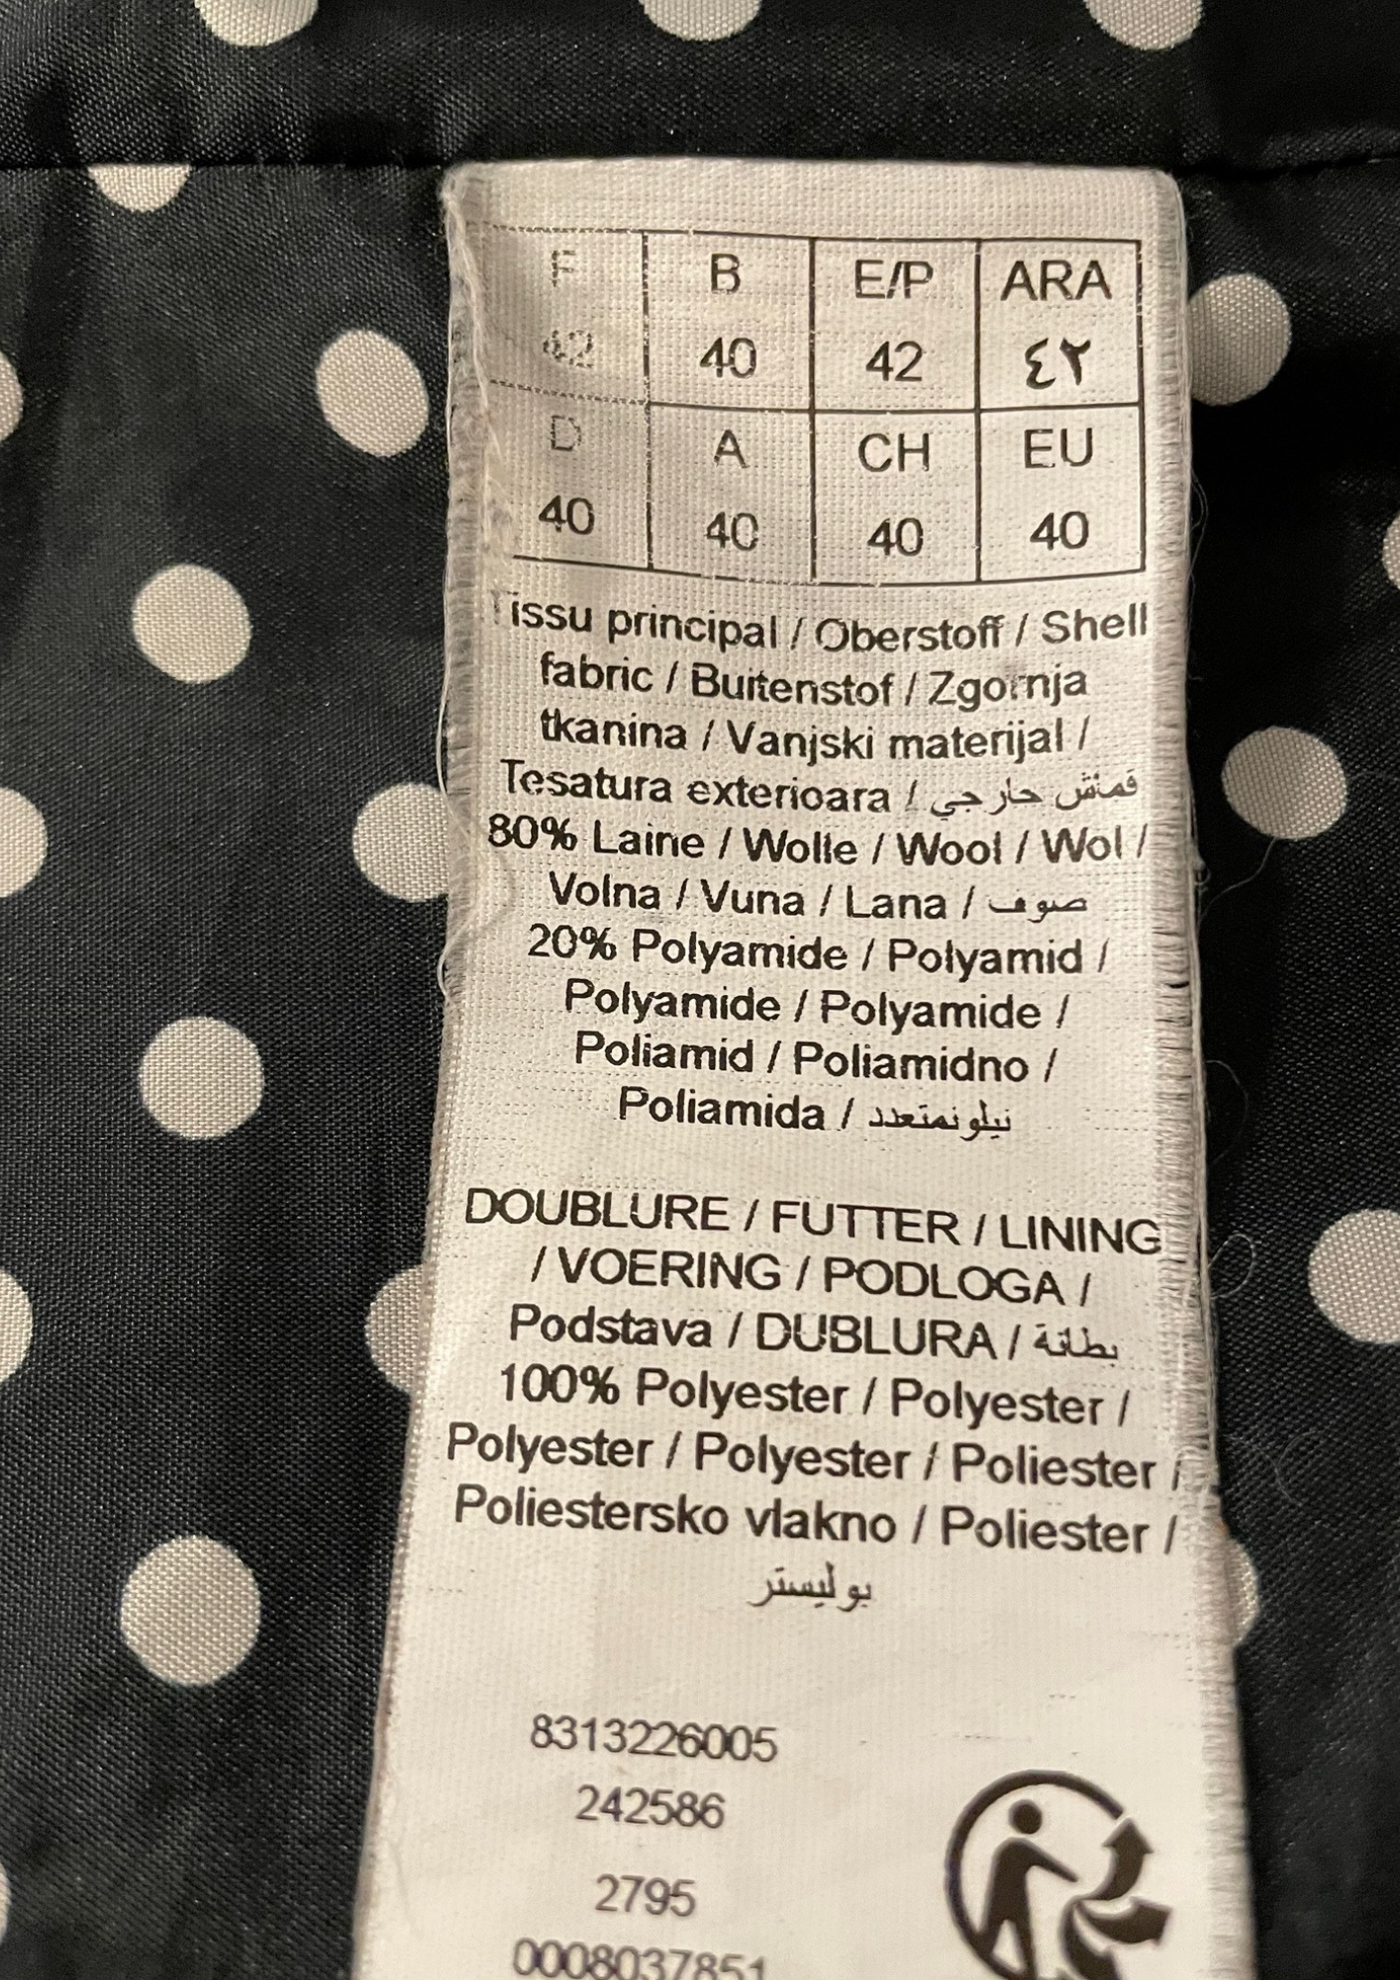 F B E/P ARA
42 40 42 ٤٢
D A CH EU
40 40 40 40
Tissu principal / Oberstoff / Shell
fabric / Buitenstof / Zgornja
tkanina / Vanjski materijal /
Tesatura exterioara / قماش خارجي
80% Laine / Wolle / Wool / Wol /
Volna / Vuna / Lana / صوف
20% Polyamide / Polyamid /
Polyamide / Polyamide /
Poliamid / Poliamidno /
Poliamida / نيلونمتعدد
DOUBLURE / FUTTER / LINING
/ VOERING / PODLOGA /
Podstava / DUBLURA / بطانة
100% Polyester / Polyester /
Polyester / Polyester / Poliester /
Poliestersko vlakno / Poliester /
بوليستر
8313226005
242586
2795
0008037851